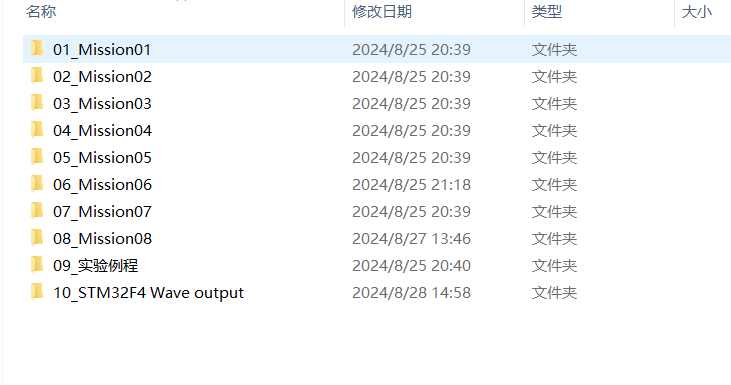 名称 修改日期 类型 大小
01_Mission01 2024/8/25 20:39 文件夹
02_Mission02 2024/8/25 20:39 文件夹
03_Mission03 2024/8/25 20:39 文件夹
04_Mission04 2024/8/25 20:39 文件夹
05_Mission05 2024/8/25 20:39 文件夹
06_Mission06 2024/8/25 21:18 文件夹
07_Mission07 2024/8/25 20:39 文件夹
08_Mission08 2024/8/27 13:46 文件夹
09_实验例程 2024/8/25 20:40 文件夹
10_STM32F4 Wave output 2024/8/28 14:58 文件夹